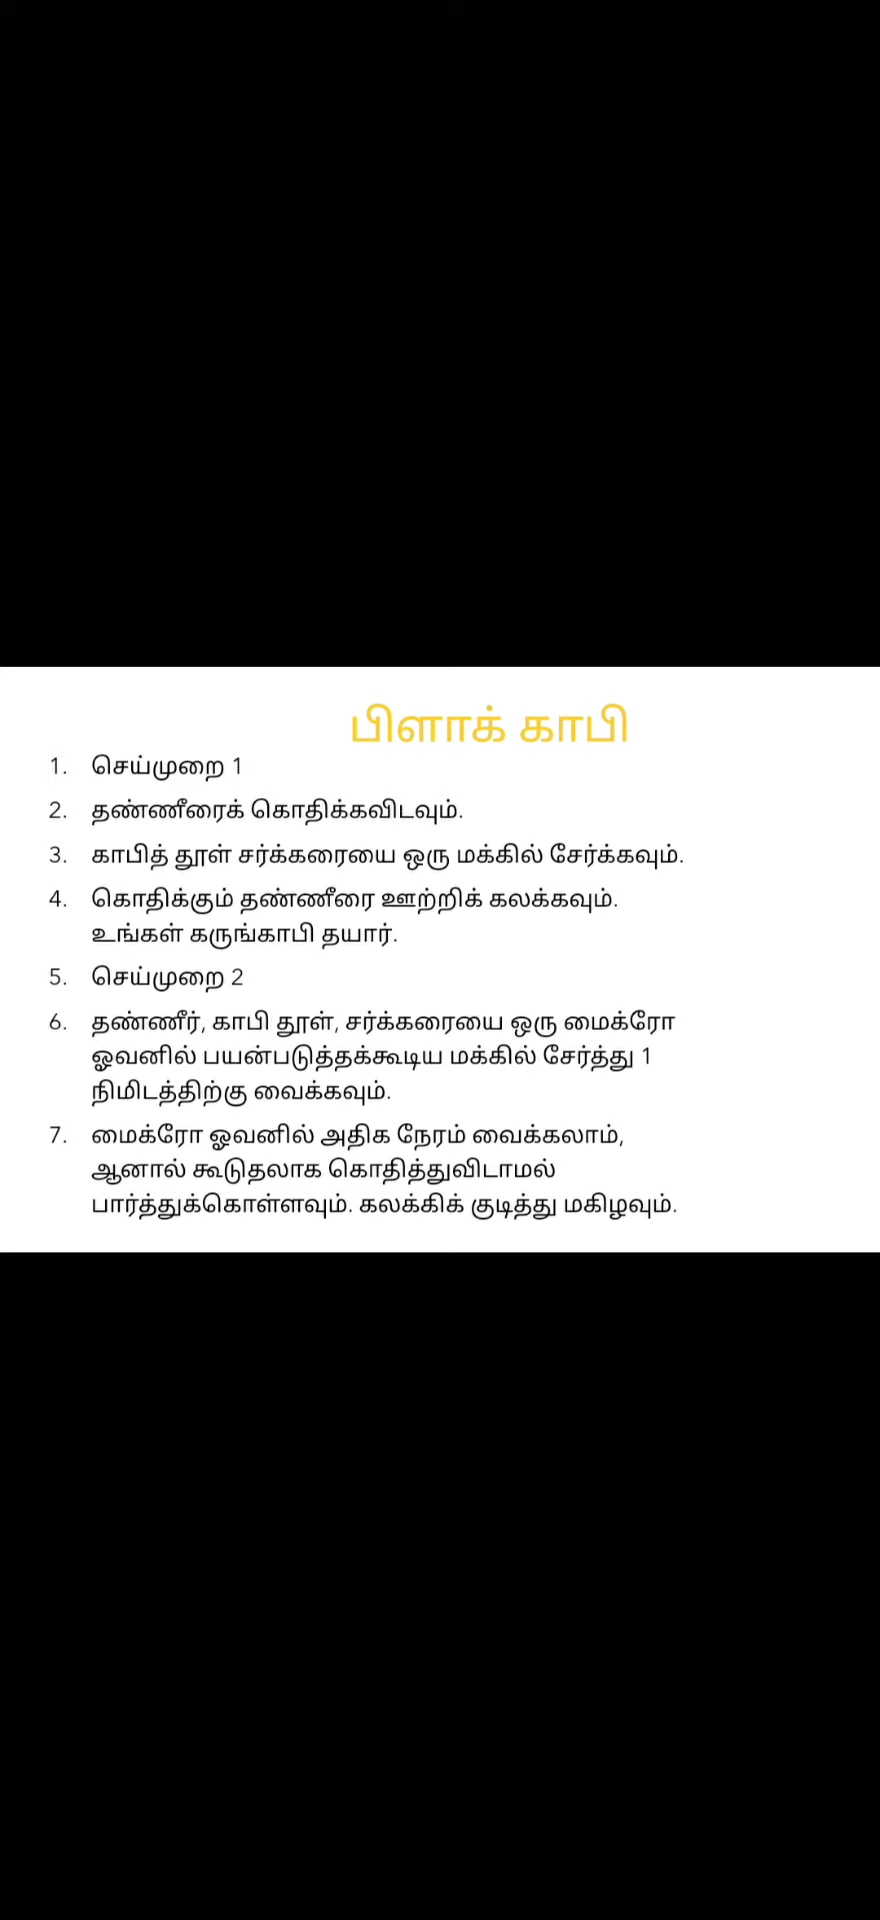 பிளாக் காபி
1. செய்முறை 1
2. தண்ணீரைக் கொதிக்கவிடவும்.
3. காபித் தூள் சர்க்கரையை ஒரு மக்கில் சேர்க்கவும்.
4. கொதிக்கும் தண்ணீரை ஊற்றிக் கலக்கவும்.
உங்கள் கருங்காபி தயார்.
5. செய்முறை 2
6. தண்ணீர், காபி தூள், சர்க்கரையை ஒரு மைக்ரோ
ஓவனில் பயன்படுத்தக்கூடிய மக்கில் சேர்த்து 1
நிமிடத்திற்கு வைக்கவும்.
7. மைக்ரோ ஓவனில் அதிக நேரம் வைக்கலாம்,
ஆனால் கூடுதலாக கொதித்துவிடாமல்
பார்த்துக்கொள்ளவும். கலக்கிக் குடித்து மகிழவும்.